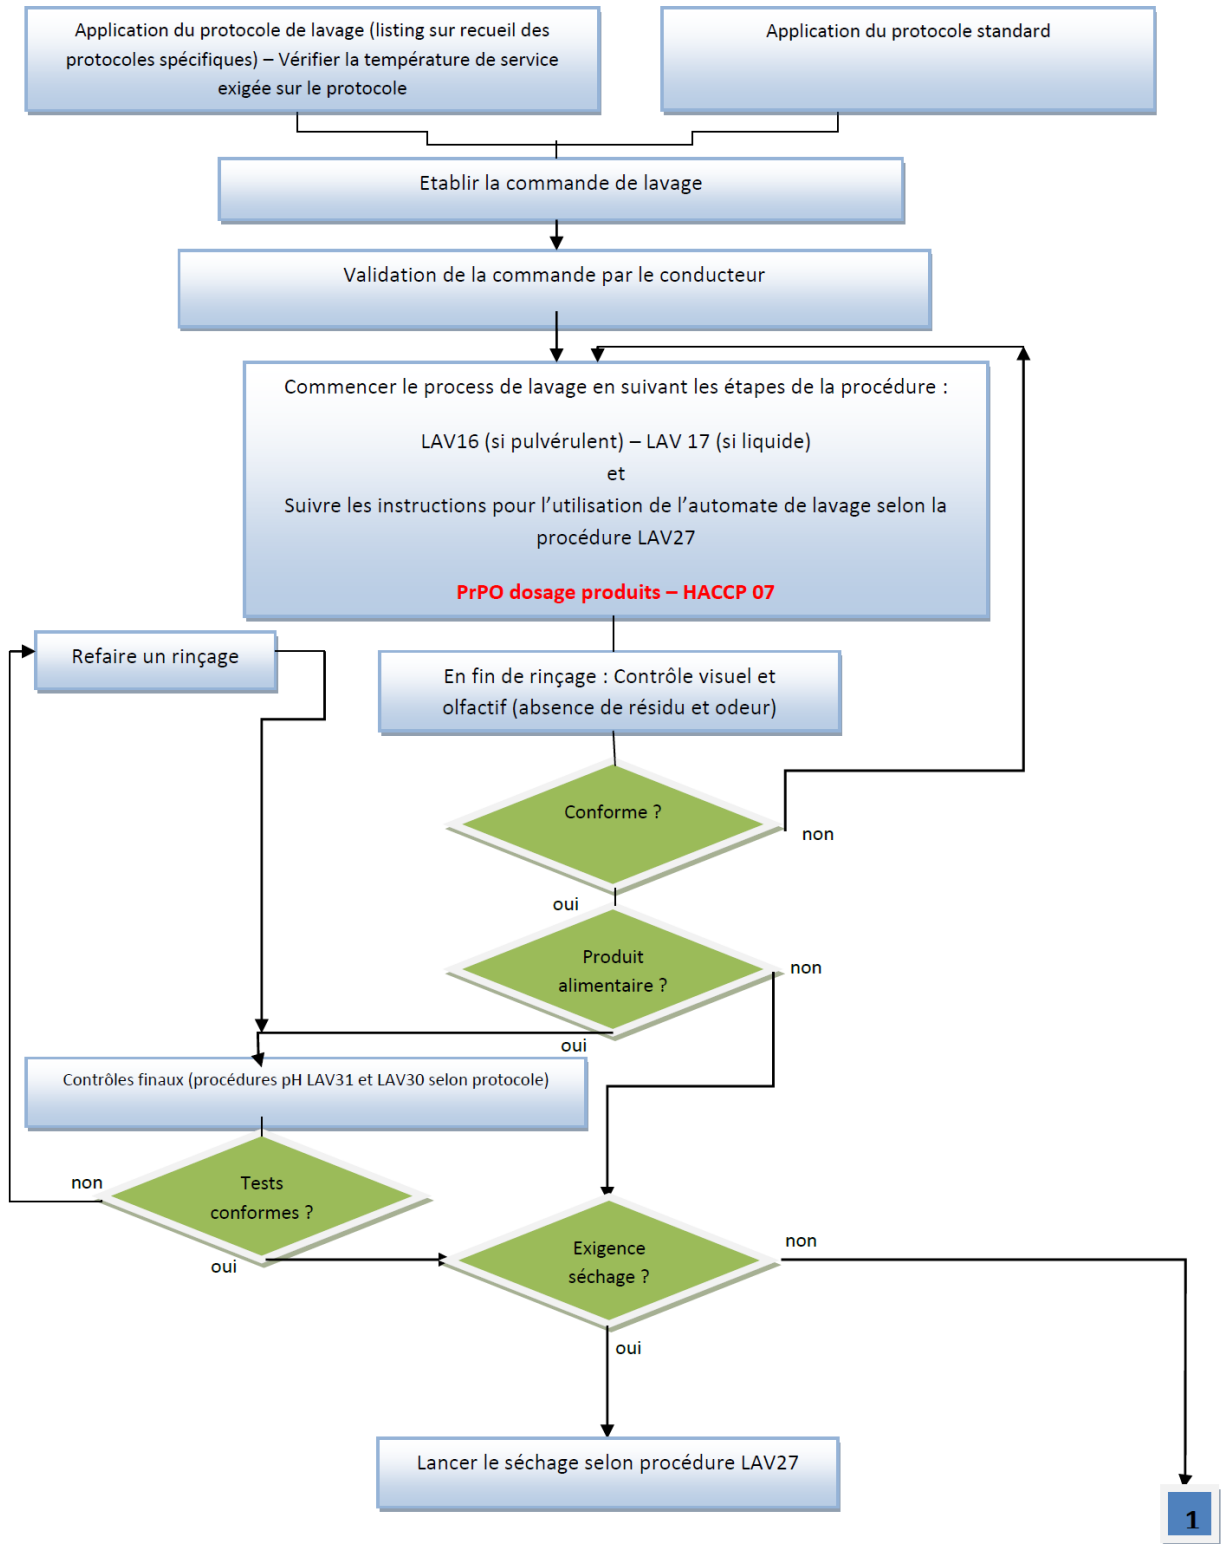 Application du protocole de lavage (listing sur recueil des
protocoles spécifiques) – Vérifier la température de service
exigée sur le protocole
Application du protocole standard
Etablir la commande de lavage
Validation de la commande par le conducteur
Commencer le process de lavage en suivant les étapes de la procédure :
LAV16 (si pulvérulent) – LAV 17 (si liquide)
et
Suivre les instructions pour l’utilisation de l’automate de lavage selon la
procédure LAV27
PrPO dosage produits – HACCP 07
Refaire un rinçage
En fin de rinçage : Contrôle visuel et
olfactif (absence de résidu et odeur)
Conforme ?
non
oui
Produit
alimentaire ?
non
oui
Contrôles finaux (procédures pH LAV31 et LAV30 selon protocole)
non
Tests
conformes ?
oui
Exigence
séchage ?
non
oui
Lancer le séchage selon procédure LAV27
1